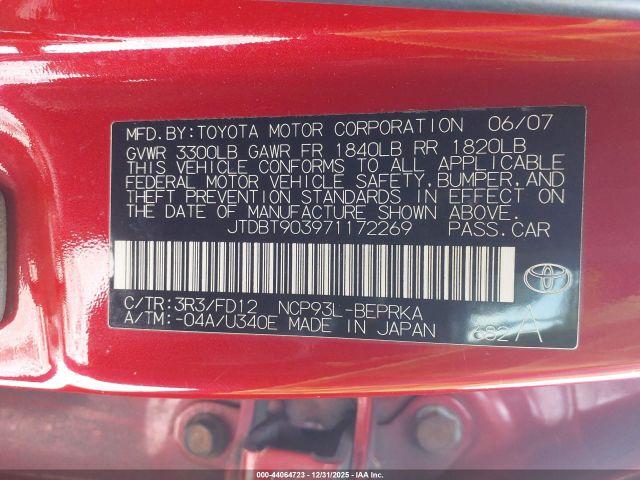 MFD.BY:TOYOTA MOTOR CORPORATION 06/07
GVWR 3300LB GAWR FR 1840LB RR 1820LB
THIS VEHICLE CONFORMS TO ALL APPLICABLE
FEDERAL MOTOR VEHICLE SAFETY, BUMPER, AND
THEFT PREVENTION STANDARDS IN EFFECT ON
THE DATE OF MANUFACTURE SHOWN ABOVE.
JTDBT903971172269 PASS.CAR
C/TR:3R3/FD12 NCP93L-BEPRKA
A/TM:-04A/U340E MADE IN JAPAN 682 A
000-44064723 - 12/31/2025 - IAA Inc.